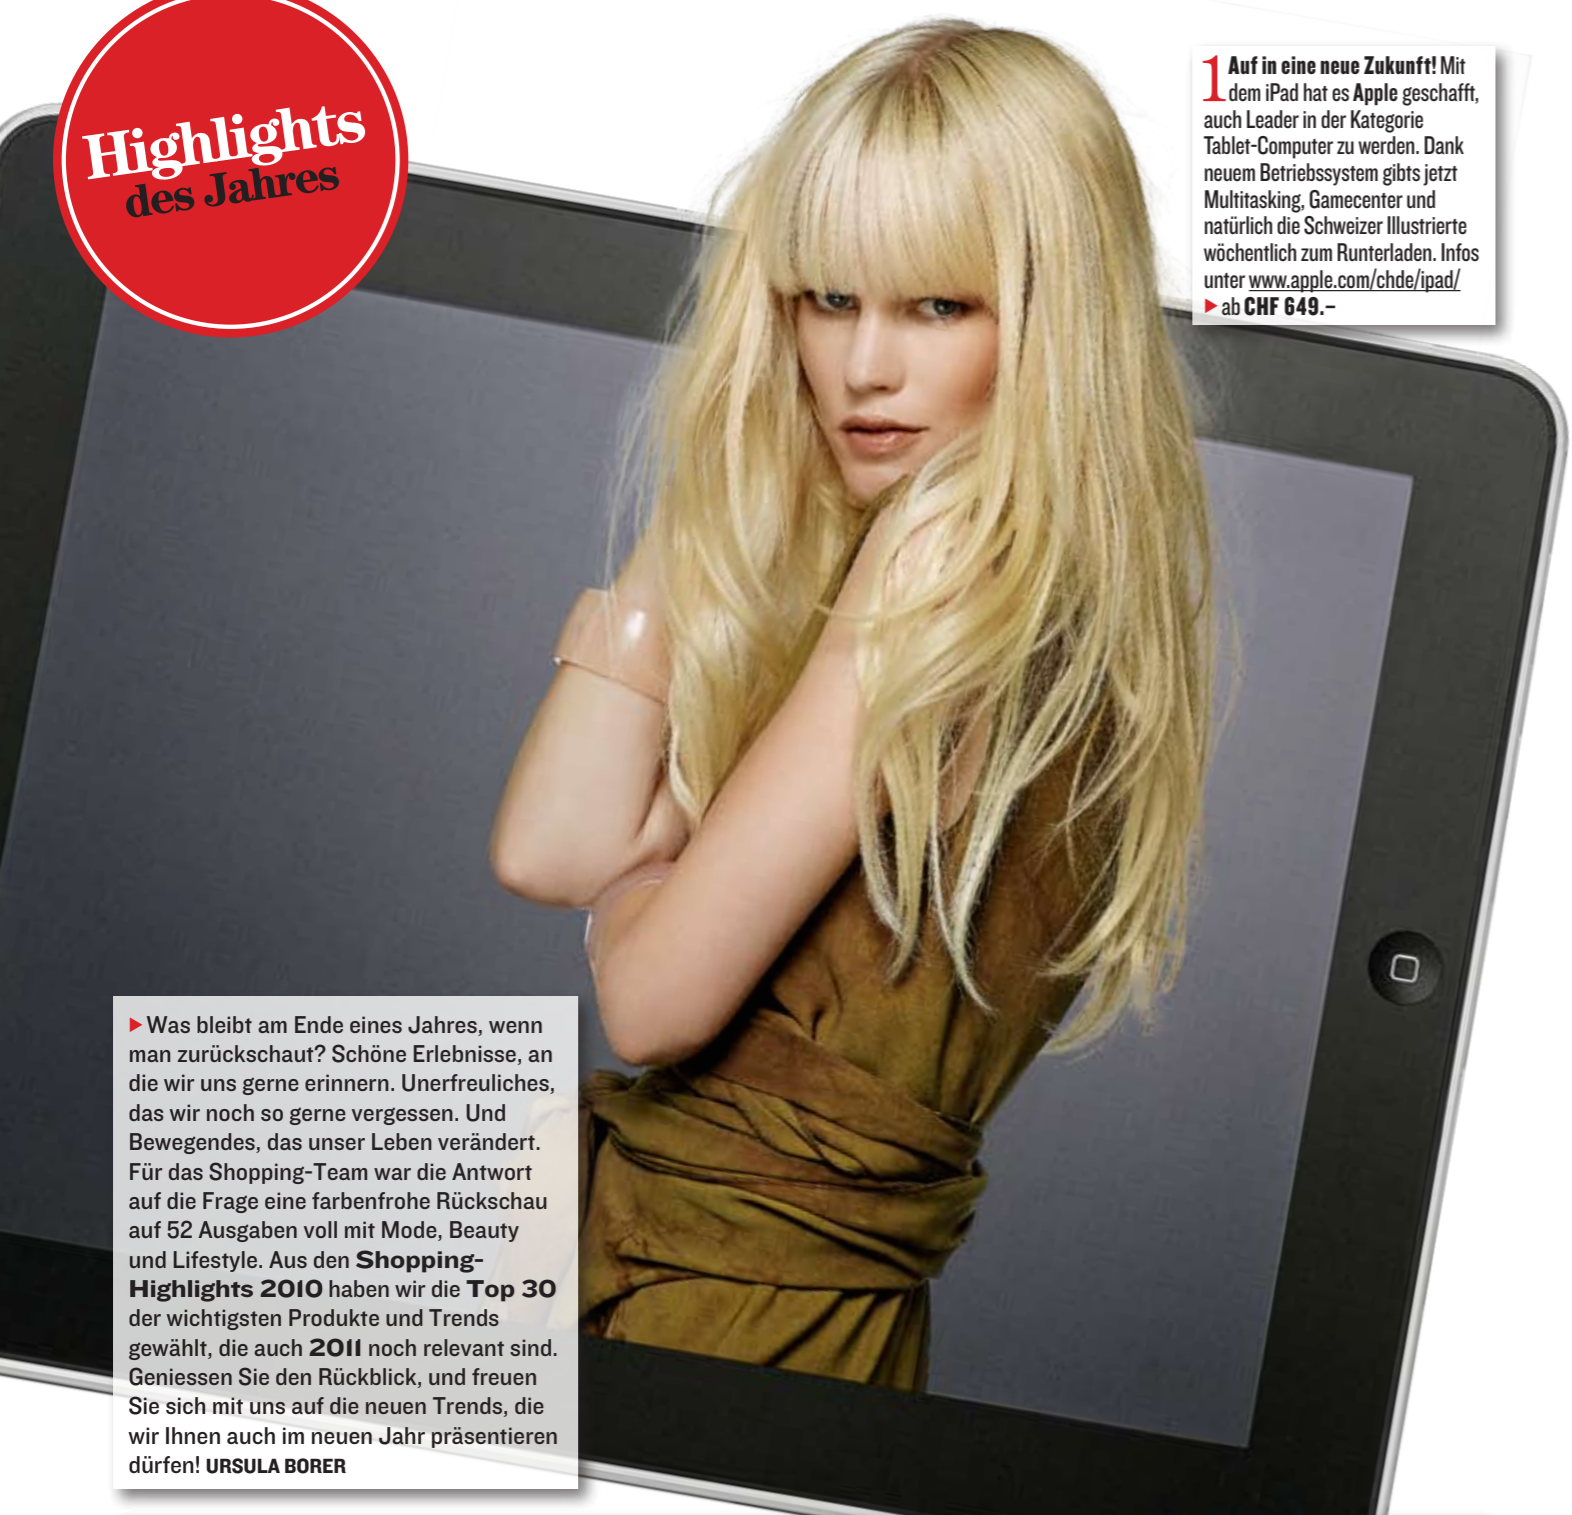 Highlights
des Jahres
1 Auf in eine neue Zukunft! Mit
dem iPad hat es Apple geschafft,
auch Leader in der Kategorie
Tablet-Computer zu werden. Dank
neuem Betriebssystem gibts jetzt
Multitasking, Gamecenter und
natürlich die Schweizer Illustrierte
wöchentlich zum Runterladen. Infos
unter www.apple.com/chde/ipad/
▶ ab CHF 649.–
▶ Was bleibt am Ende eines Jahres, wenn
man zurückschaut? Schöne Erlebnisse, an
die wir uns gerne erinnern. Unerfreuliches,
das wir noch so gerne vergessen. Und
Bewegendes, das unser Leben verändert.
Für das Shopping-Team war die Antwort
auf die Frage eine farbenfrohe Rückschau
auf 52 Ausgaben voll mit Mode, Beauty
und Lifestyle. Aus den Shopping-
Highlights 2010 haben wir die Top 30
der wichtigsten Produkte und Trends
gewählt, die auch 2011 noch relevant sind.
Geniessen Sie den Rückblick, und freuen
Sie sich mit uns auf die neuen Trends, die
wir Ihnen auch im neuen Jahr präsentieren
dürfen! URSULA BORER